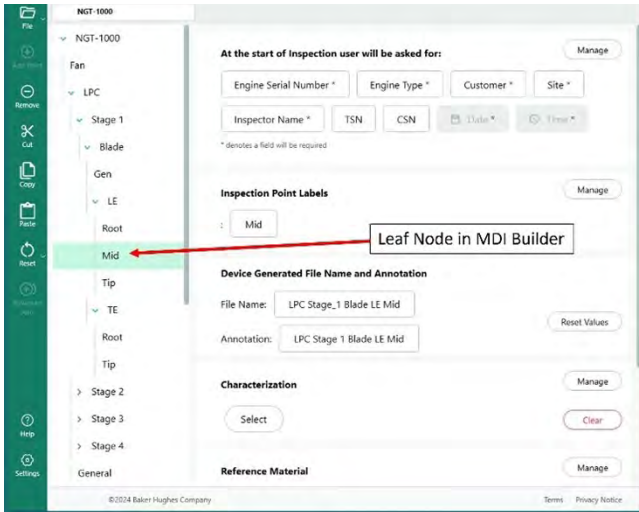 File
NGT-1000
NGT-1000
Fan
LPC
Stage 1
Blade
Gen
LE
Root
Mid
Tip
TE
Root
Tip
Stage 2
Stage 3
Stage 4
General
Remove
Cut
Copy
Paste
Reset
Help
Settings
At the start of Inspection user will be asked for:
Manage
Engine Serial Number * Engine Type * Customer * Site *
Inspector Name * TSN CSN Date * Time *
* denotes a field will be required
Inspection Point Labels
Manage
: Mid
Leaf Node in MDI Builder
Device Generated File Name and Annotation
File Name: LPC Stage_1 Blade LE Mid
Reset Values
Annotation: LPC Stage 1 Blade LE Mid
Characterization
Manage
Select
Clear
Reference Material
Manage
©2024 Baker Hughes Company
Terms Privacy Notice